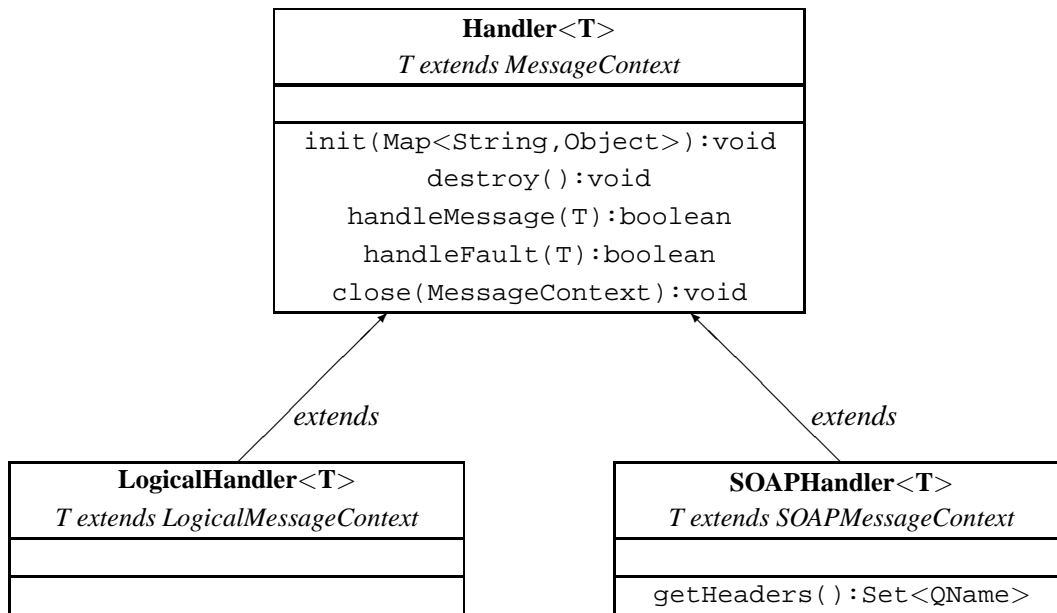 Handler<T>
T extends MessageContext
init(Map<String,Object>):void
destroy():void
handleMessage(T):boolean
handleFault(T):boolean
close(MessageContext):void
extends
extends
LogicalHandler<T>
T extends LogicalMessageContext
SOAPHandler<T>
T extends SOAPMessageContext
getHeaders():Set<QName>